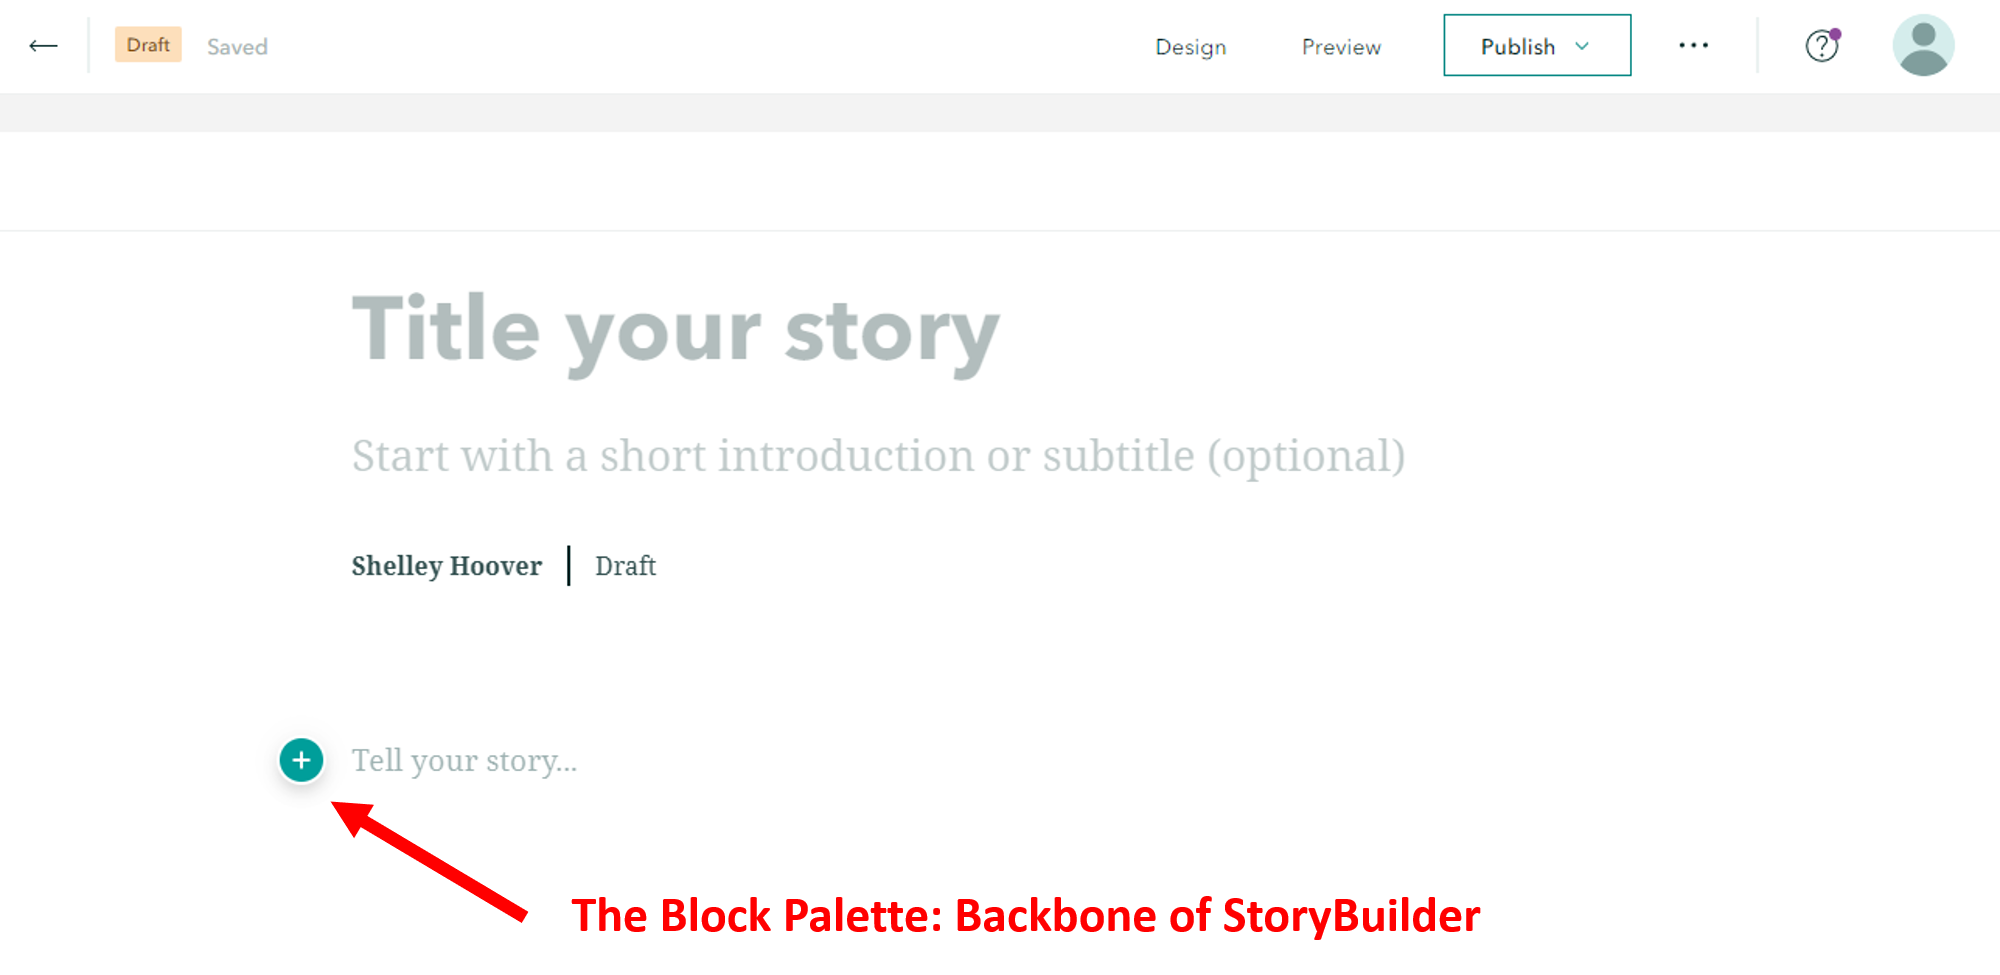 Draft Saved Design Preview Publish
Title your story
Start with a short introduction or subtitle (optional)
Shelley Hoover | Draft
+ Tell your story...
The Block Palette: Backbone of StoryBuilder